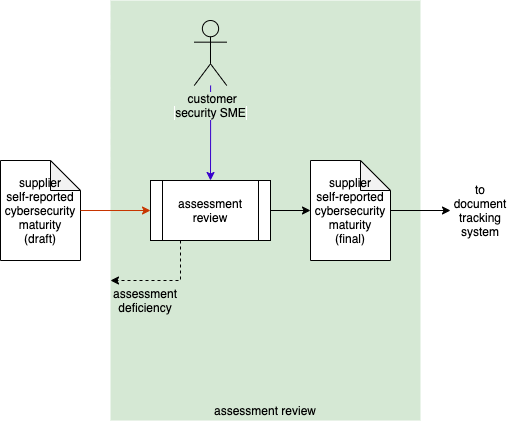 customer
security SME
supplier
self-reported
cybersecurity
maturity
(draft)
assessment
review
supplier
self-reported
cybersecurity
maturity
(final)
to
document
tracking
system
assessment
deficiency
assessment review